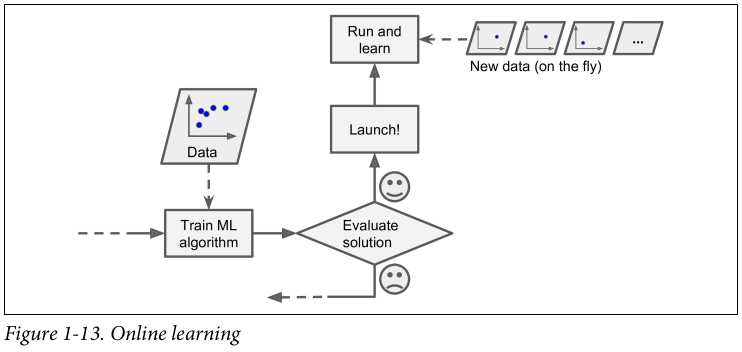 Run and
learn
...
New data (on the fly)
Launch!
Data
Train ML
algorithm
Evaluate
solution
Figure 1-13. Online learning